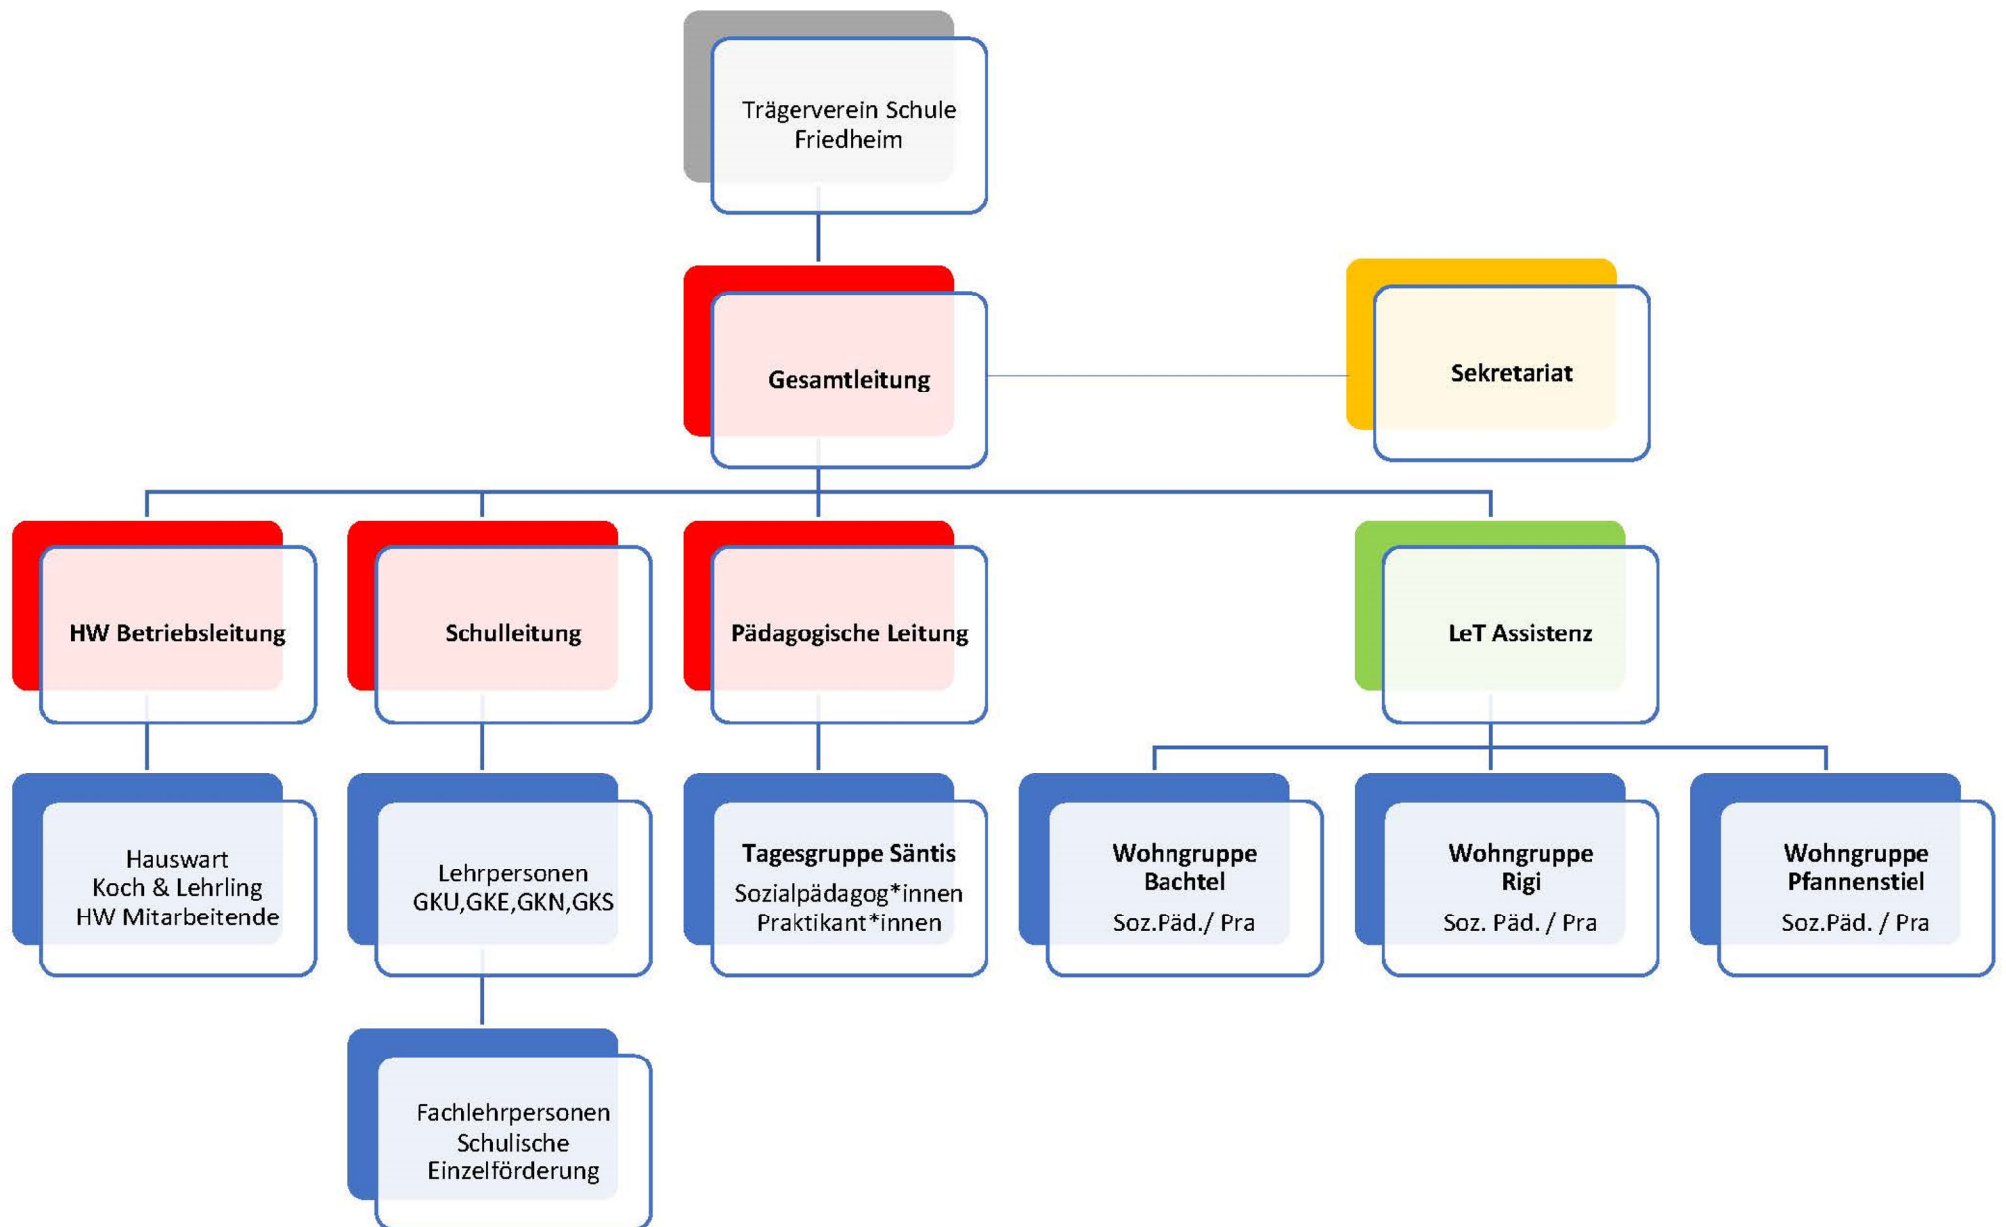 Trägerverein Schule
Friedheim
Gesamtleitung
Sekretariat
HW Betriebsleitung
Schulleitung
Pädagogische Leitung
LeT Assistenz
Hauswart
Koch & Lehrling
HW Mitarbeitende
Lehrpersonen
GKU,GKE,GKN,GKS
Tagesgruppe Säntis
Sozialpädagog*innen
Praktikant*innen
Wohngruppe
Bachtel
Soz.Päd./ Pra
Wohngruppe
Rigi
Soz. Päd. / Pra
Wohngruppe
Pfannenstiel
Soz.Päd. / Pra
Fachlehrpersonen
Schulische
Einzelförderung